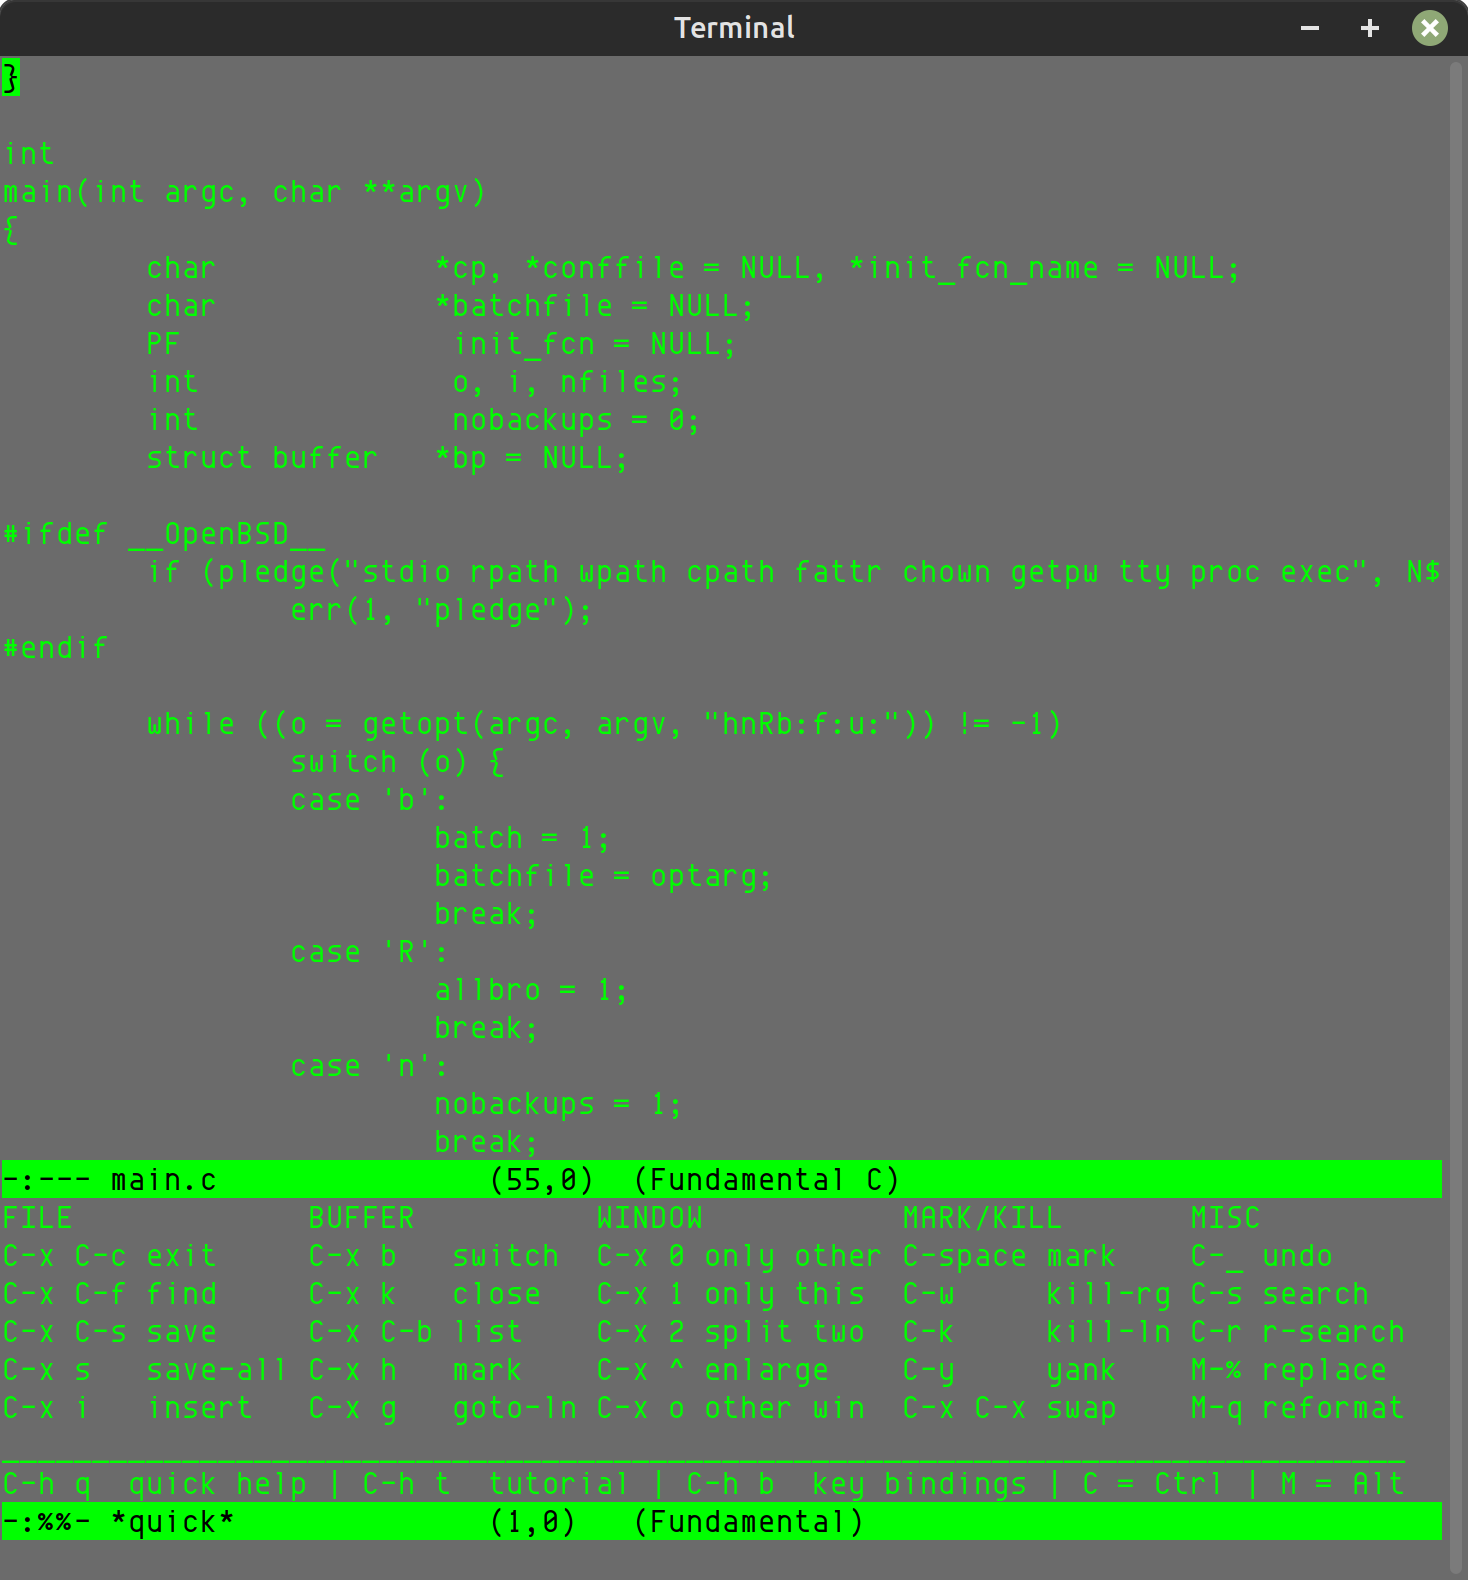 Terminal
}
int
main(int argc, char **argv)
{
        char            *cp, *conffile = NULL, *init_fcn_name = NULL;
        char            *batchfile = NULL;
        PF               init_fcn = NULL;
        int              o, i, nfiles;
        int              nobackups = 0;
        struct buffer   *bp = NULL;
#ifdef __OpenBSD__
        if (pledge("stdio rpath wpath cpath fattr chown getpw tty proc exec", N$
                err(1, "pledge");
#endif
        while ((o = getopt(argc, argv, "hnRb:f:u:")) != -1)
                switch (o) {
                case 'b':
                        batch = 1;
                        batchfile = optarg;
                        break;
                case 'R':
                        allbro = 1;
                        break;
                case 'n':
                        nobackups = 1;
                        break;
-:--- main.c               (55,0)  (Fundamental C)
FILE             BUFFER          WINDOW           MARK/KILL       MISC
C-x C-c exit     C-x b   switch  C-x 0 only other C-space mark    C-_ undo
C-x C-f find     C-x k   close   C-x 1 only this  C-w     kill-rg C-s search
C-x C-s save     C-x C-b list    C-x 2 split two  C-k     kill-ln C-r r-search
C-x s   save-all C-x h   mark    C-x ^ enlarge    C-y     yank    M-% replace
C-x i   insert   C-x g   goto-ln C-x o other win  C-x C-x swap    M-q reformat
______________________________________________________________________________
C-h q  quick help | C-h t  tutorial | C-h b  key bindings | C = Ctrl | M = Alt
-:%%- *quick*              (1,0)   (Fundamental)